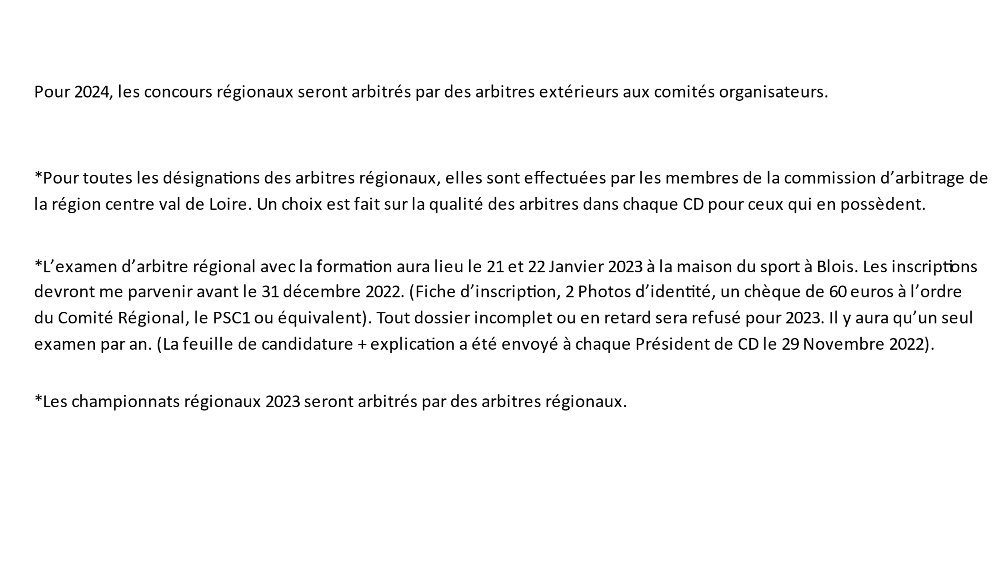 Pour 2024, les concours régionaux seront arbitrés par des arbitres extérieurs aux comités organisateurs.
*Pour toutes les désignations des arbitres régionaux, elles sont effectuées par les membres de la commission d’arbitrage de
la région centre val de Loire. Un choix est fait sur la qualité des arbitres dans chaque CD pour ceux qui en possèdent.
*L’examen d’arbitre régional avec la formation aura lieu le 21 et 22 Janvier 2023 à la maison du sport à Blois. Les inscriptions
devront me parvenir avant le 31 décembre 2022. (Fiche d’inscription, 2 Photos d’identité, un chèque de 60 euros à l’ordre
du Comité Régional, le PSC1 ou équivalent). Tout dossier incomplet ou en retard sera refusé pour 2023. Il y aura qu’un seul
examen par an. (La feuille de candidature + explication a été envoyé à chaque Président de CD le 29 Novembre 2022).
*Les championnats régionaux 2023 seront arbitrés par des arbitres régionaux.